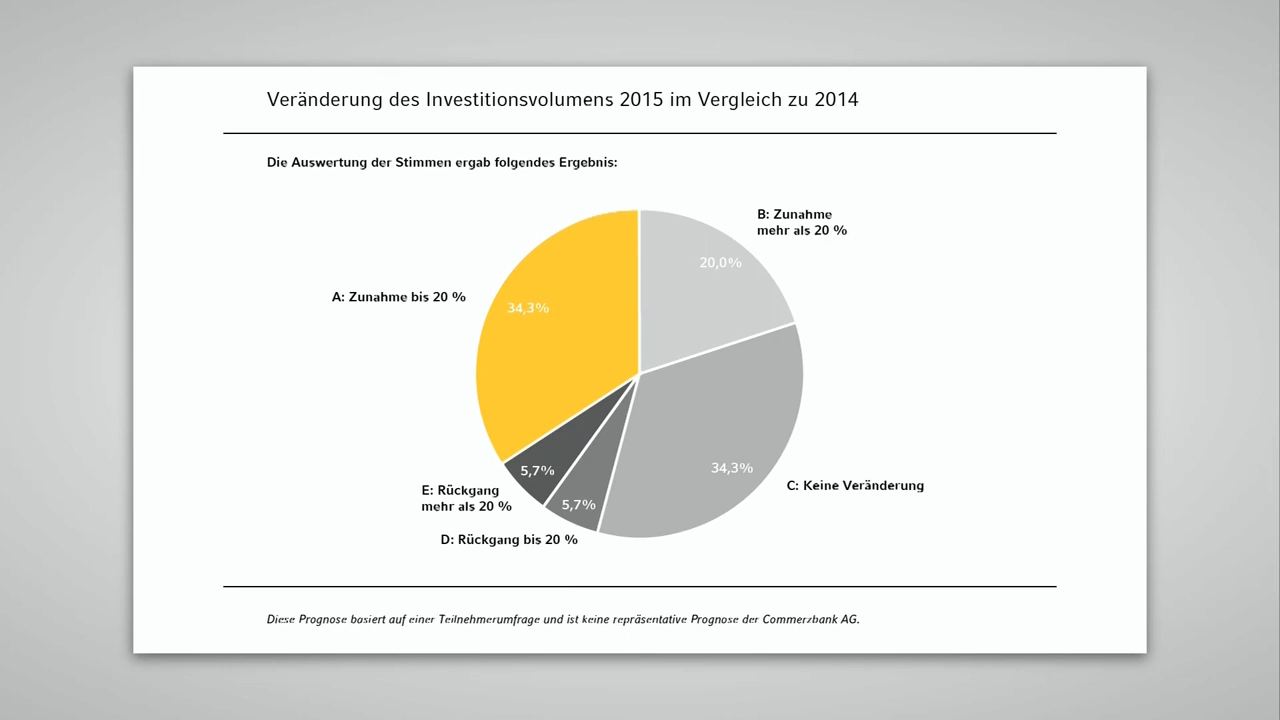 Veränderung des Investitionsvolumens 2015 im Vergleich zu 2014
Die Auswertung der Stimmen ergab folgendes Ergebnis:
B: Zunahme
mehr als 20 %
20,0%
A: Zunahme bis 20 %
34,3%
34,3%
C: Keine Veränderung
5,7%
E: Rückgang
mehr als 20 %
5,7%
D: Rückgang bis 20 %
Diese Prognose basiert auf einer Teilnehmerumfrage und ist keine repräsentative Prognose der Commerzbank AG.